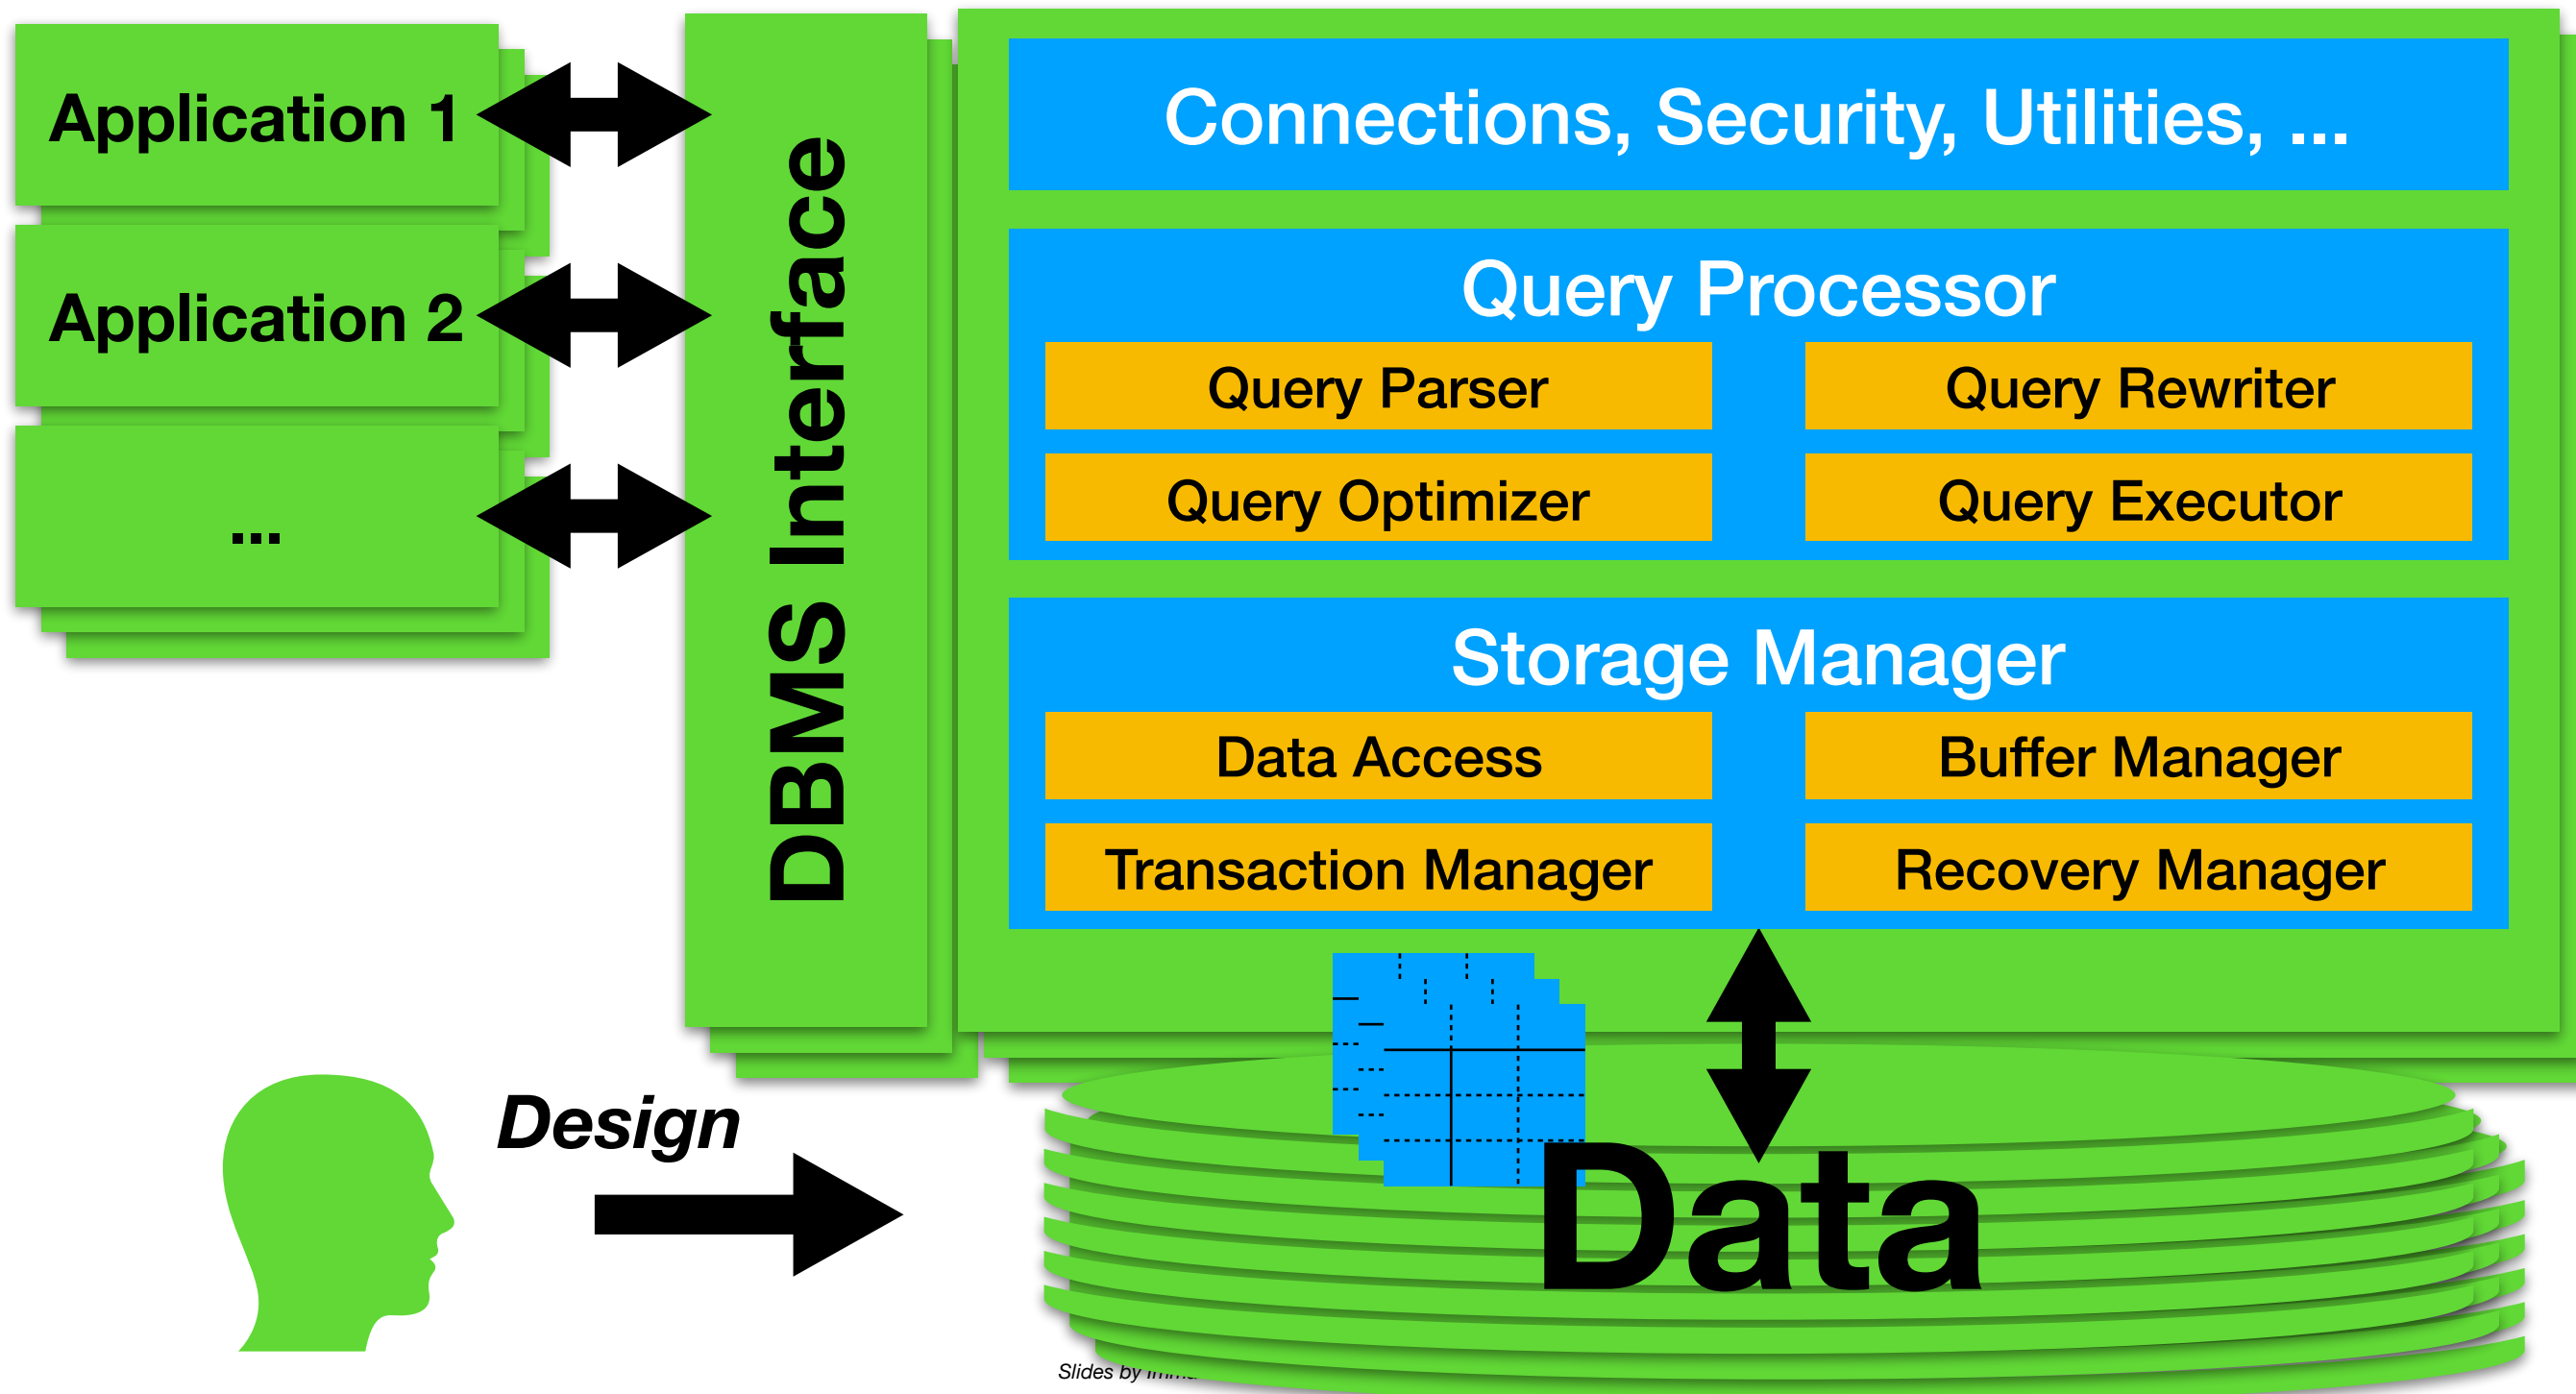 Application 1
Application 2
...
DBMS Interface
Connections, Security, Utilities, ...
Query Processor
Query Parser
Query Rewriter
Query Optimizer
Query Executor
Storage Manager
Data Access
Buffer Manager
Transaction Manager
Recovery Manager
Design
Data
Slides by